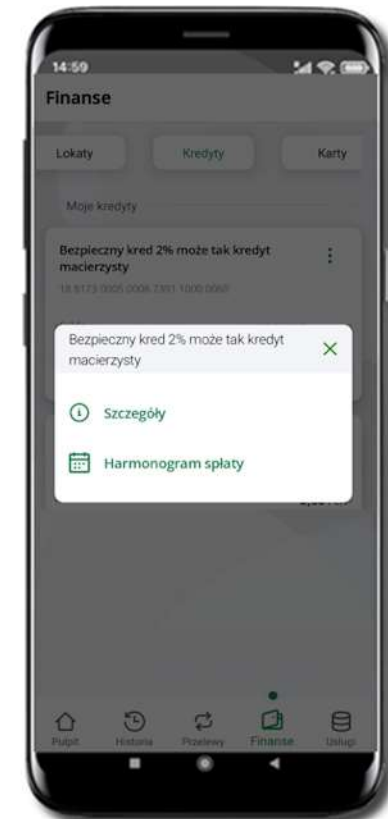 14:59
Finanse
Lokaty
Kredyty
Karty
Moje kredyty
Bezpieczny kred 2% może tak kredyt
macierzysty
Bezpieczny kred 2% może tak kredyt
macierzysty
Szczegóły
Harmonogram spłaty
Pulpit
Historia
Przelewy
Finanse
Usługi